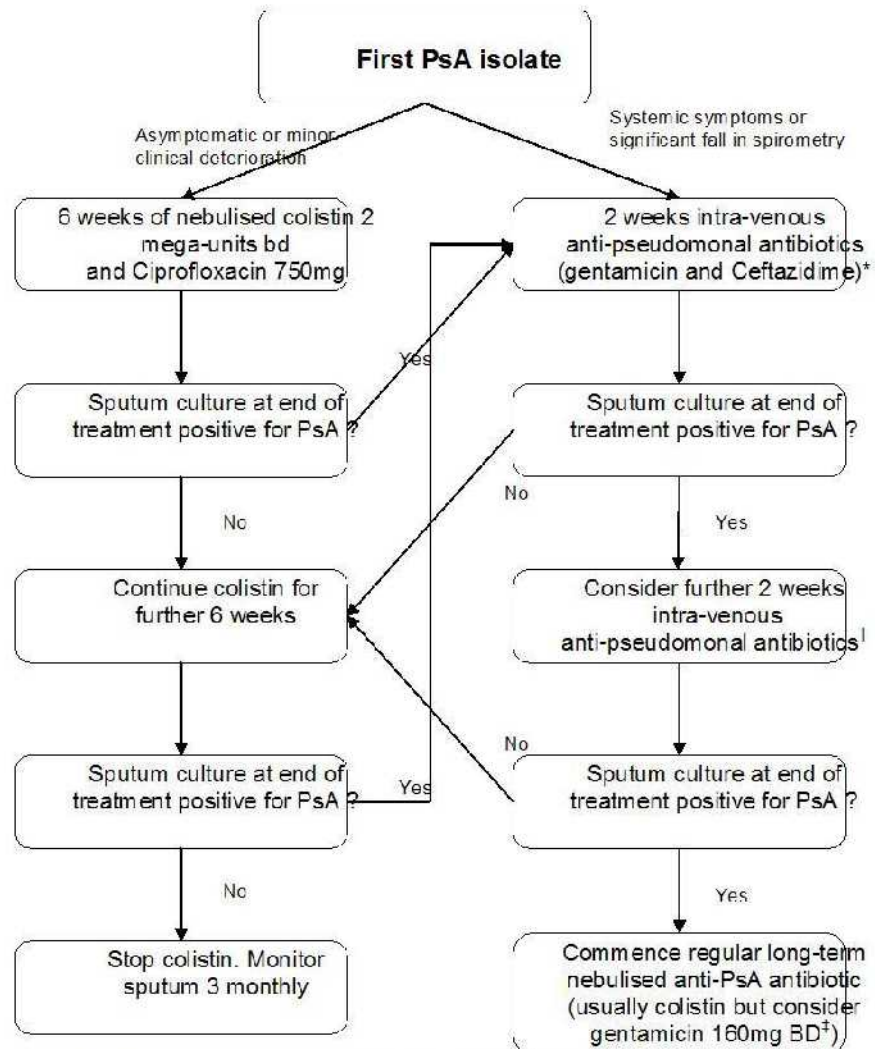 First PsA isolate
Asymptomatic or minor
clinical deterioration
Systemic symptoms or
significant fall in spirometry
6 weeks of nebulised colistin 2
mega-units bd
and Ciprofloxacin 750mg
2 weeks intra-venous
anti-pseudomonal antibiotics
(gentamicin and Ceftazidime)*
Yes
Sputum culture at end of
treatment positive for PsA ?
Sputum culture at end of
treatment positive for PsA ?
No
No
Yes
Continue colistin for
further 6 weeks
Consider further 2 weeks
intra-venous
anti-pseudomonal antibiotics
No
Sputum culture at end of
treatment positive for PsA ?
Yes
Sputum culture at end of
treatment positive for PsA ?
No
Yes
Stop colistin. Monitor
sputum 3 monthly
Commence regular long-term
nebulised anti-PsA antibiotic
(usually colistin but consider
gentamicin 160mg BD‡)